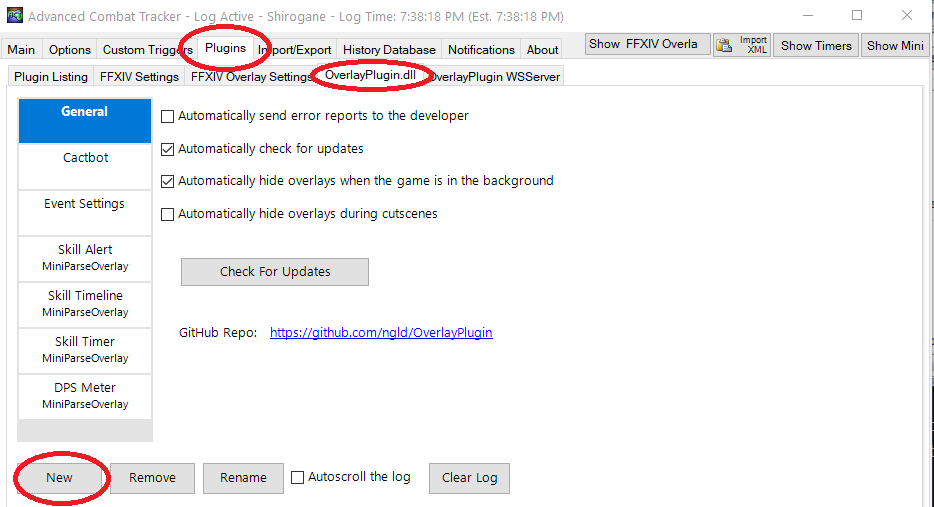 Advanced Combat Tracker - Log Active - Shirogane - Log Time: 7:38:18 PM (Est. 7:38:18 PM)
Main Options Custom Triggers Plugins Import/Export History Database Notifications About Show FFXIV Overla Import XML Show Timers Show Mini
Plugin Listing FFXIV Settings FFXIV Overlay Settings OverlayPlugin.dll OverlayPlugin WSServer
General
Cactbot
Event Settings
Skill Alert
MiniParseOverlay
Skill Timeline
MiniParseOverlay
Skill Timer
MiniParseOverlay
DPS Meter
MiniParseOverlay
Automatically send error reports to the developer
Automatically check for updates
Automatically hide overlays when the game is in the background
Automatically hide overlays during cutscenes
Check For Updates
GitHub Repo: https://github.com/ngld/OverlayPlugin
New Remove Rename Autoscroll the log Clear Log